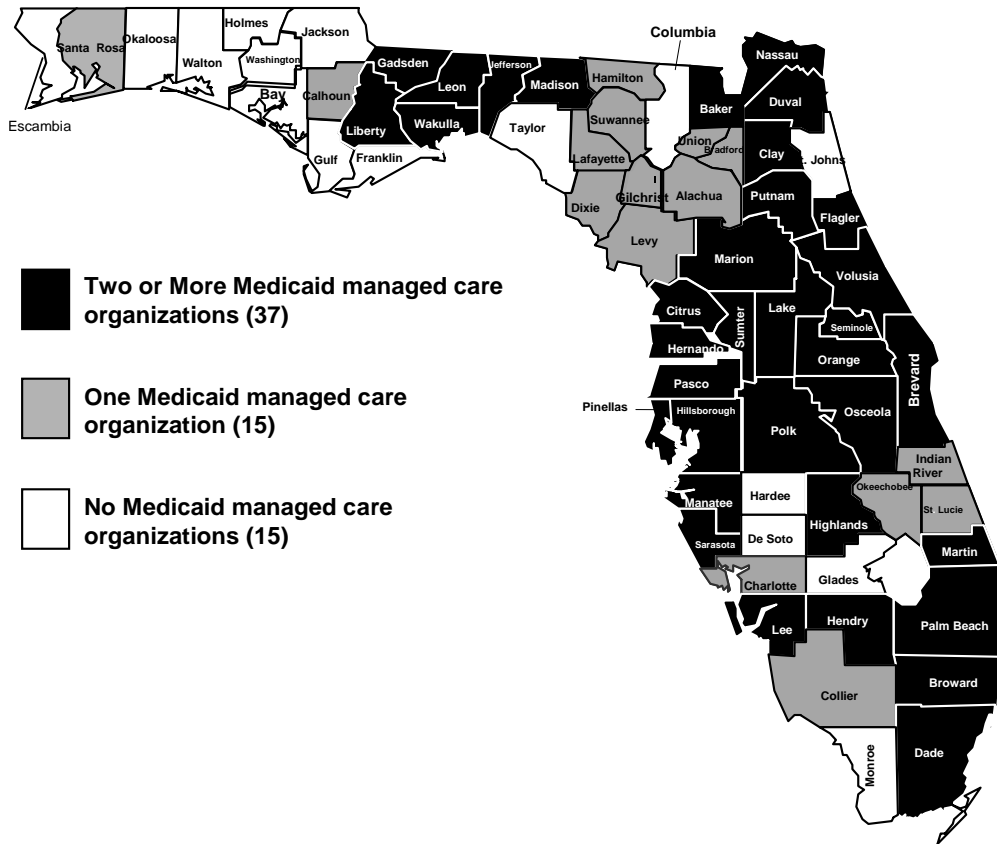 Holmes
Jackson
Okaloosa
Santa Rosa
Walton
Washington
Bay
Escambia
Calhoun
Gulf
Franklin
Gadsden
Liberty
Leon
Wakulla
Jefferson
Madison
Taylor
Hamilton
Suwannee
Lafayette
Dixie
Gilchrist
Levy
Columbia
Baker
Union
Bradford
Alachua
Nassau
Duval
Clay
t. Johns
Putnam
Flagler
Marion
Volusia
Two or More Medicaid managed care
organizations (37)
One Medicaid managed care
organization (15)
No Medicaid managed care
organizations (15)
Citrus
Sumter
Lake
Seminole
Hernando
Orange
Brevard
Pasco
Pinellas
Hillsborough
Polk
Osceola
Indian
River
Okeechobee
St. Lucie
Manatee
Hardee
Highlands
Sarasota
De Soto
Martin
Charlotte
Glades
Lee
Hendry
Palm Beach
Collier
Broward
Monroe
Dade